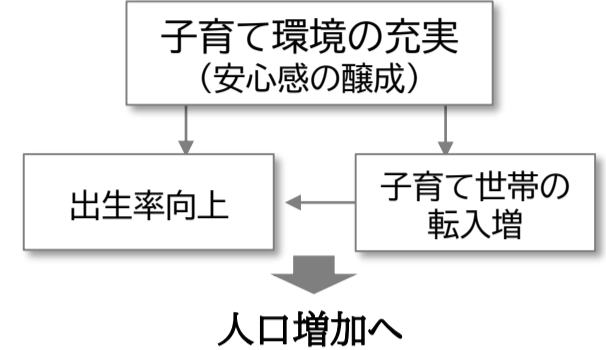 子育て環境の充実
（安心感の醸成）
出生率向上
子育て世帯の
転入増
人口増加へ